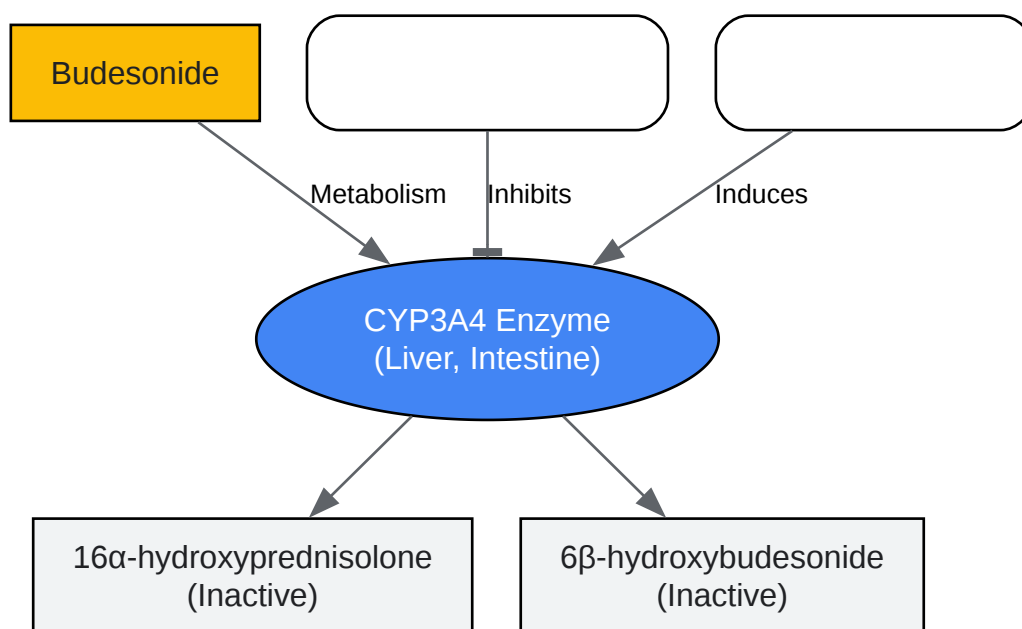 Budesonide
Metabolism
Inhibits
Induces
CYP3A4 Enzyme
(Liver, Intestine)
16α-hydroxyprednisolone
(Inactive)
6β-hydroxybudesonide
(Inactive)